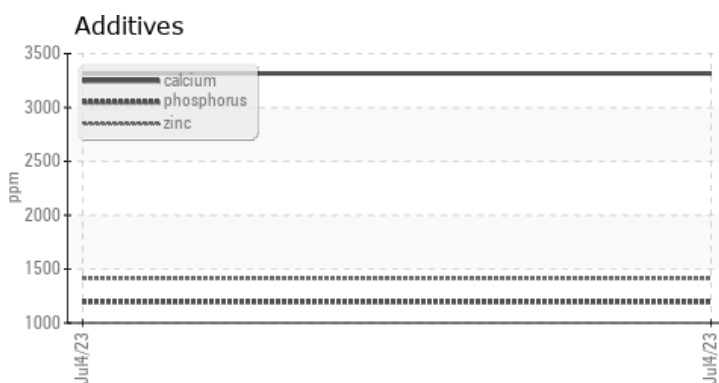 Additives
3500
3000
2500
2000
1500
1000
ppm
calcium
phosphorus
zinc
Jul4/23
Jul4/23